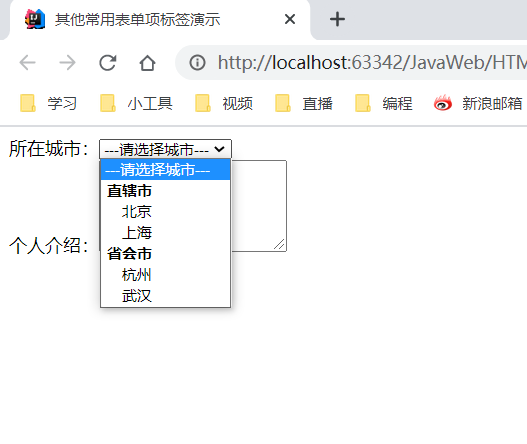 其他常用表单项标签演示
http://localhost:63342/JavaWeb/HTM
学习 小工具 视频 直播 编程 新浪邮箱
所在城市： ---请选择城市---
---请选择城市---
直辖市
北京
上海
省会市
个人介绍：
杭州
武汉